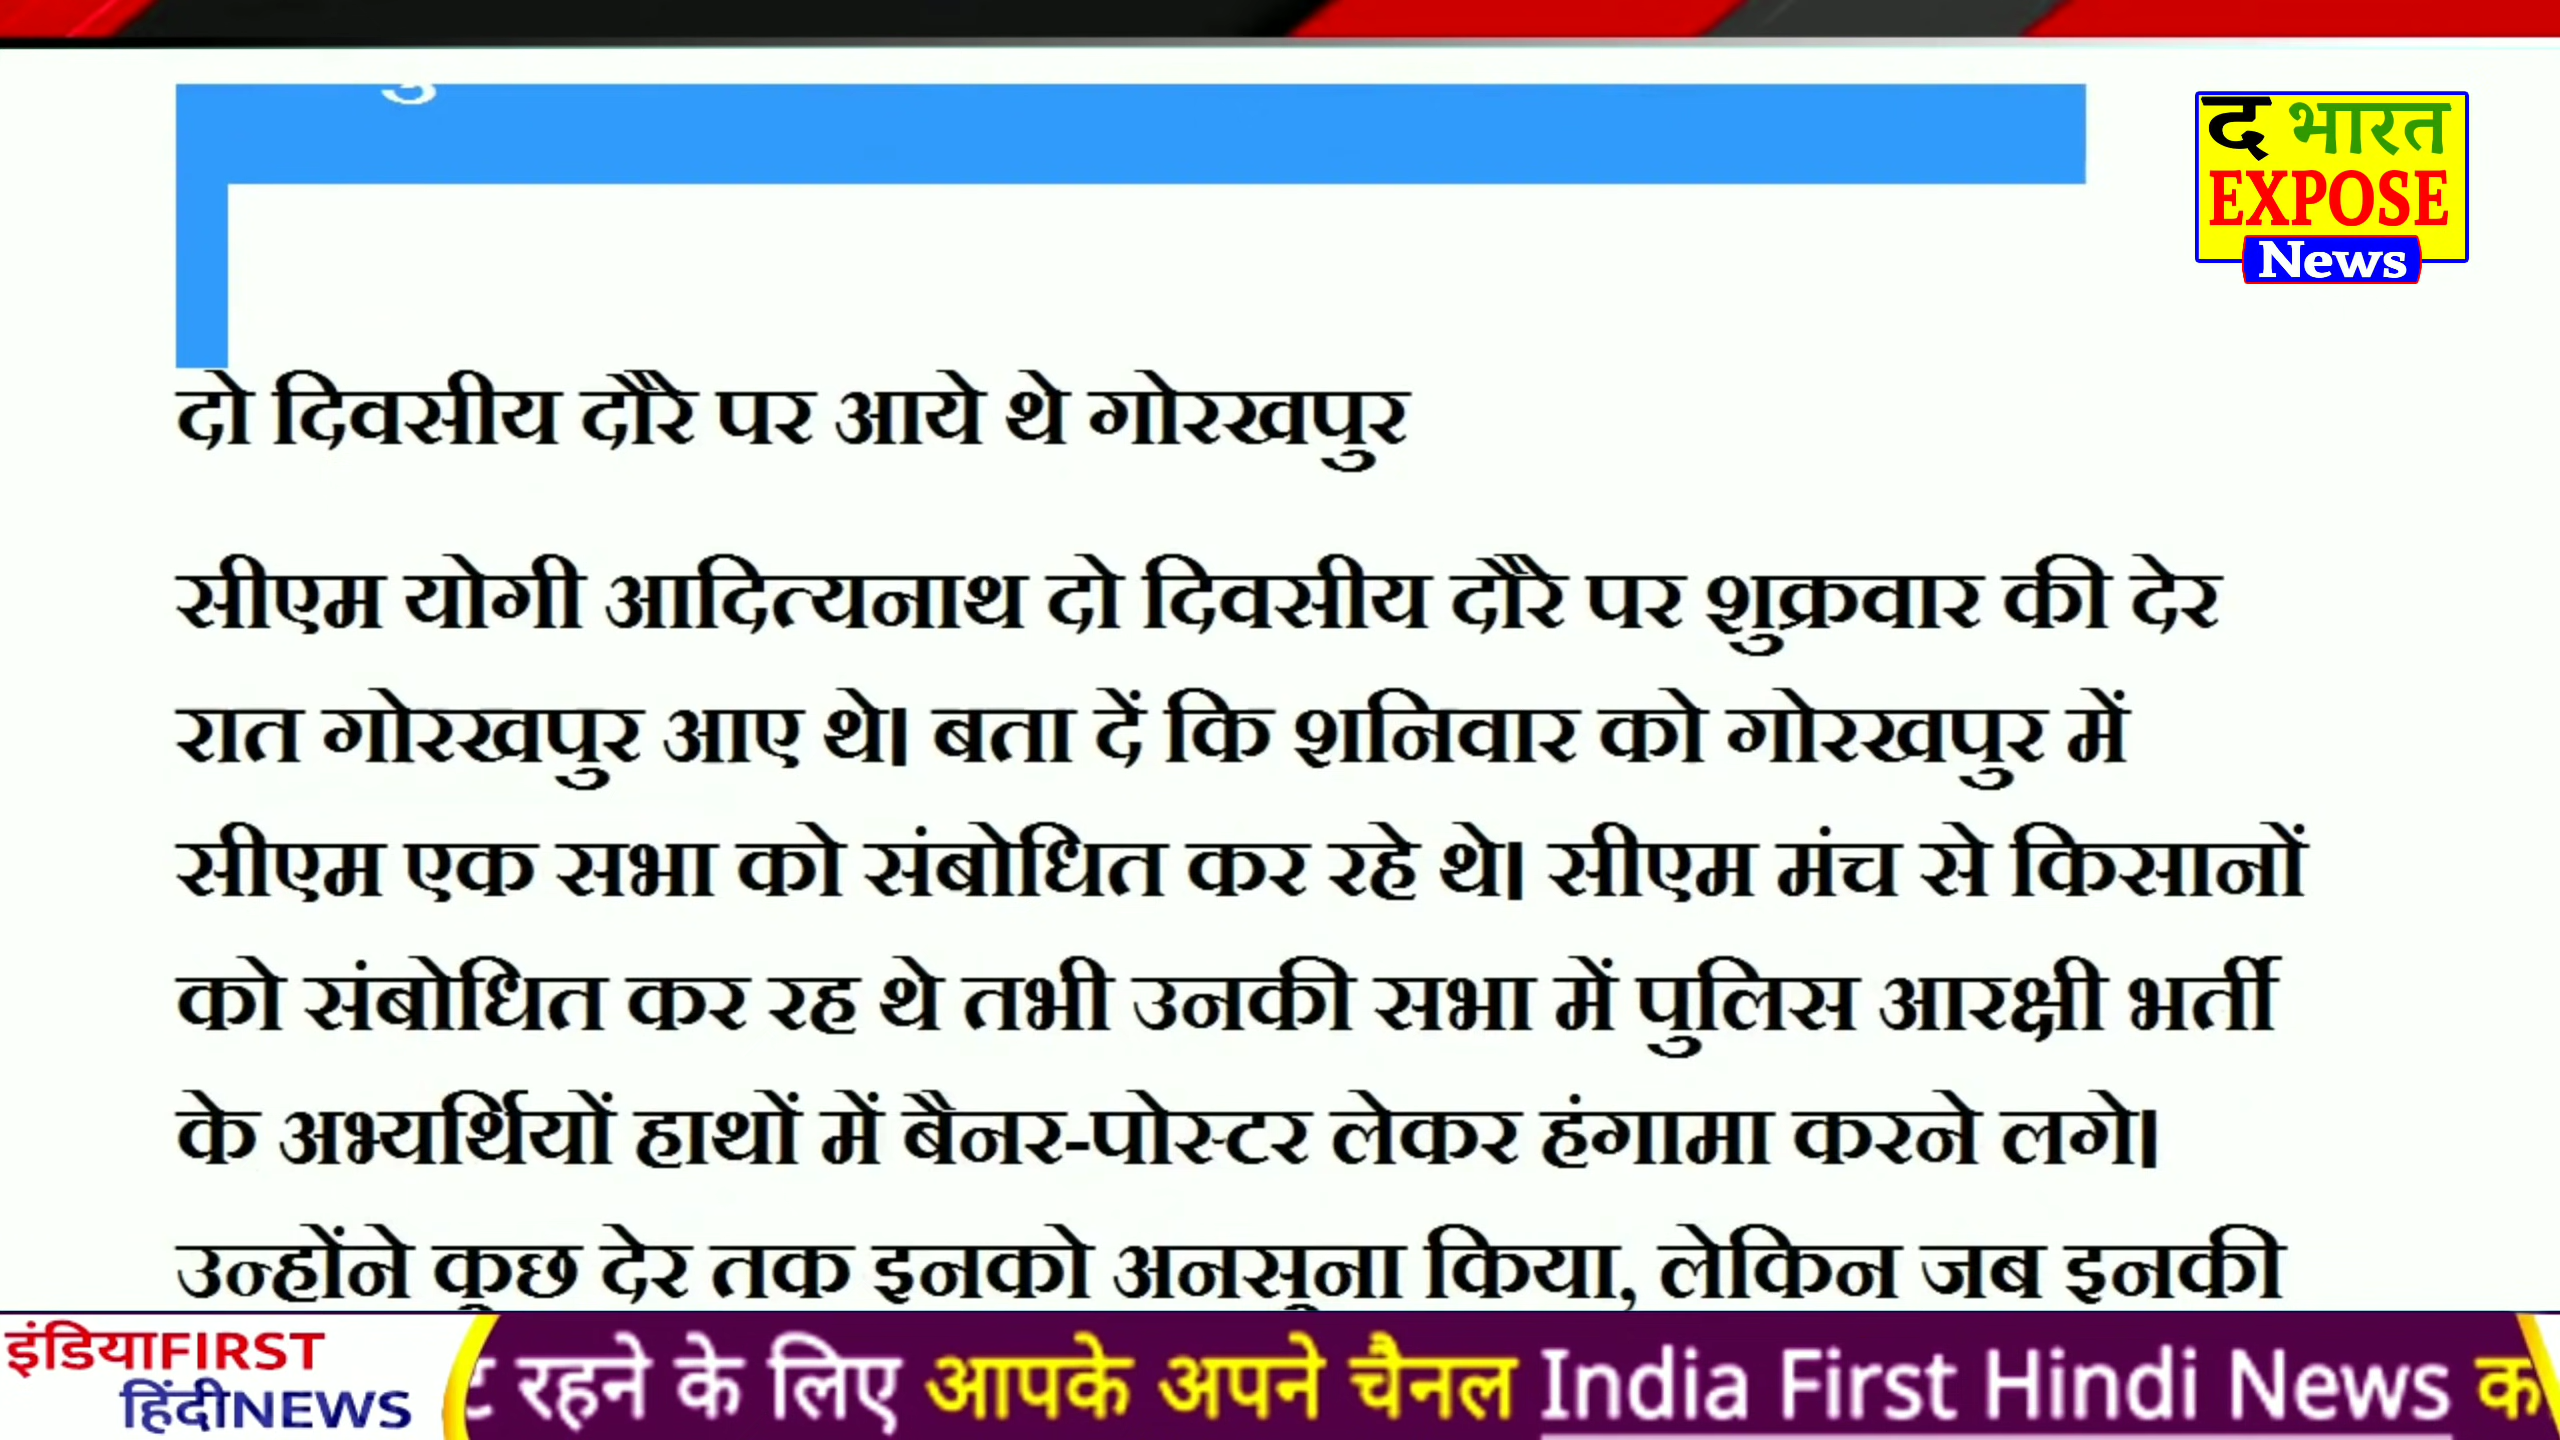 द भारत
EXPOSE
News
दो दिवसीय दौरे पर आये थे गोरखपुर
सीएम योगी आदित्यनाथ दो दिवसीय दौरे पर शुक्रवार की देर
रात गोरखपुर आए थे। बता दें कि शनिवार को गोरखपुर में
सीएम एक सभा को संबोधित कर रहे थे। सीएम मंच से किसानों
को संबोधित कर रह थे तभी उनकी सभा में पुलिस आरक्षी भर्ती
के अभ्यर्थियों हाथों में बैनर-पोस्टर लेकर हंगामा करने लगे।
उन्होंने कुछ देर तक इनको अनसुना किया, लेकिन जब इनकी
इंडियाFIRST
हिंदीNEWS
रहने के लिए आपके अपने चैनल India First Hindi News